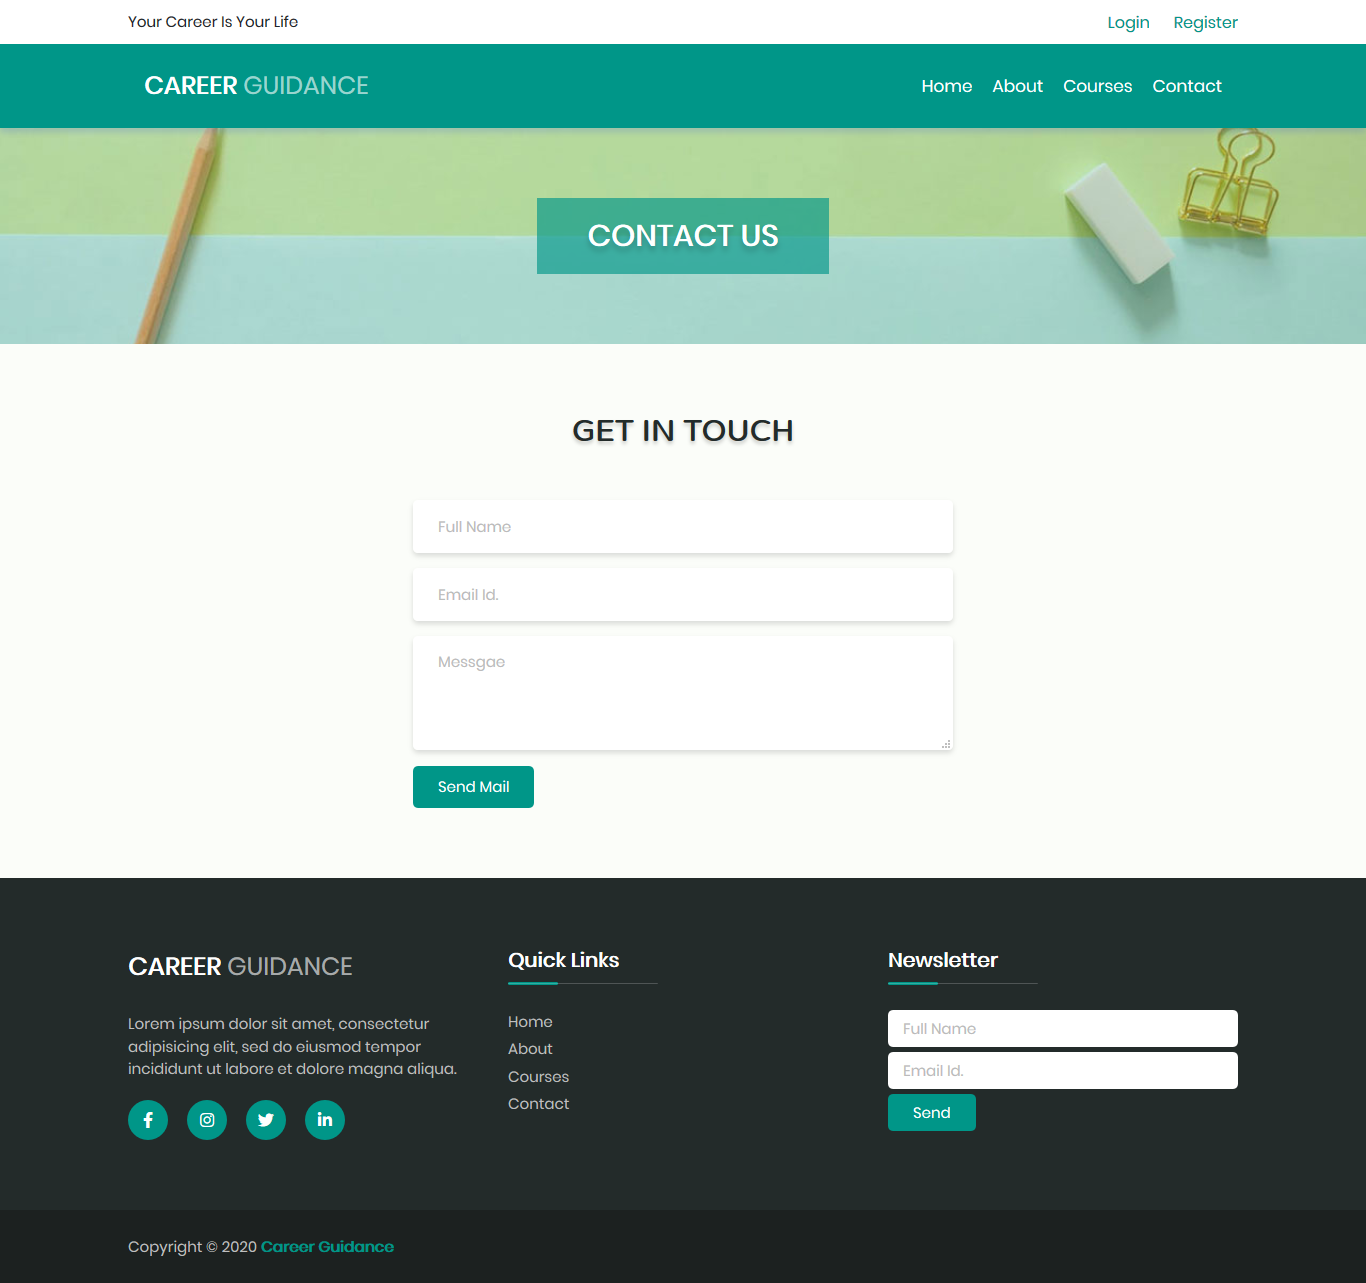 Your Career Is Your Life
Login Register
CAREER GUIDANCE
Home About Courses Contact
CONTACT US
GET IN TOUCH
Full Name
Email Id.
Messgae
Send Mail
CAREER GUIDANCE
Lorem ipsum dolor sit amet, consectetur
adipisicing elit, sed do eiusmod tempor
incididunt ut labore et dolore magna aliqua.
Quick Links
Home
About
Courses
Contact
Newsletter
Full Name
Email Id.
Send
Copyright © 2020 Career Guidance